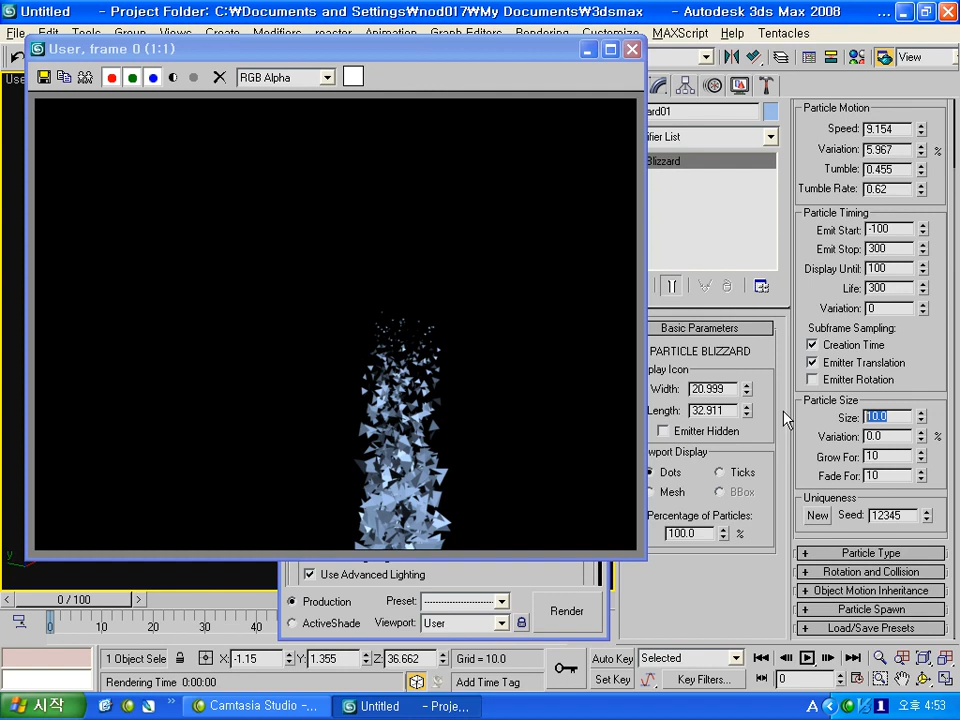 Untitled - Project Folder: C:₩Documents and Settings₩nod017₩My Documents₩3dsmax - Autodesk 3ds Max 2008 ...
File Edit Tools Group Views Create Modifiers reactor Animation Graph Editors Rendering Customize MAXScript Help Tentacles
User, frame 0 (1:1)
RGB Alpha
View
ard01
ifier List
Blizzard
Basic Parameters
PARTICLE BLIZZARD
play Icon
Width: 20.999
Length: 32.911
Emitter Hidden
wport Display
Dots Ticks
Mesh BBox
Percentage of Particles:
100.0 %
Particle Motion
Speed: 9.154
Variation: 5.967 %
Tumble: 0.455
Tumble Rate: 0.62
Particle Timing
Emit Start: -100
Emit Stop: 300
Display Until: 100
Life: 300
Variation: 0
Subframe Sampling:
Creation Time
Emitter Translation
Emitter Rotation
Particle Size
Size: 10.0
Variation: 0.0 %
Grow For: 10
Fade For: 10
Uniqueness
New Seed: 12345
+ Particle Type
+ Rotation and Collision
+ Object Motion Inheritance
+ Particle Spawn
+ Load/Save Presets
Use Advanced Lighting
Production Preset: --------------------
ActiveShade Viewport: User
Render
< 0 / 100 >
0 10 20 30 40
1 Object Sele X: -1.15 Y: 1.355 Z: 36.662 Grid = 10.0
Auto Key Selected
Rendering Time 0:00:00 Add Time Tag
Set Key Key Filters... 0
시작 Camtasia Studio - ... Untitled - Proje... A 오후 4:53